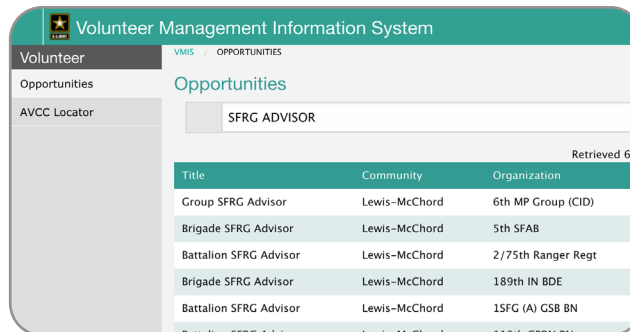 Volunteer Management Information System
Volunteer
VMIS / OPPORTUNITIES
Opportunities
Opportunities
AVCC Locator
SFRG ADVISOR
Retrieved 6
Title Community Organization
Group SFRG Advisor Lewis-McChord 6th MP Group (CID)
Brigade SFRG Advisor Lewis-McChord 5th SFAB
Battalion SFRG Advisor Lewis-McChord 2/75th Ranger Regt
Brigade SFRG Advisor Lewis-McChord 189th IN BDE
Battalion SFRG Advisor Lewis-McChord 1SFG (A) GSB BN